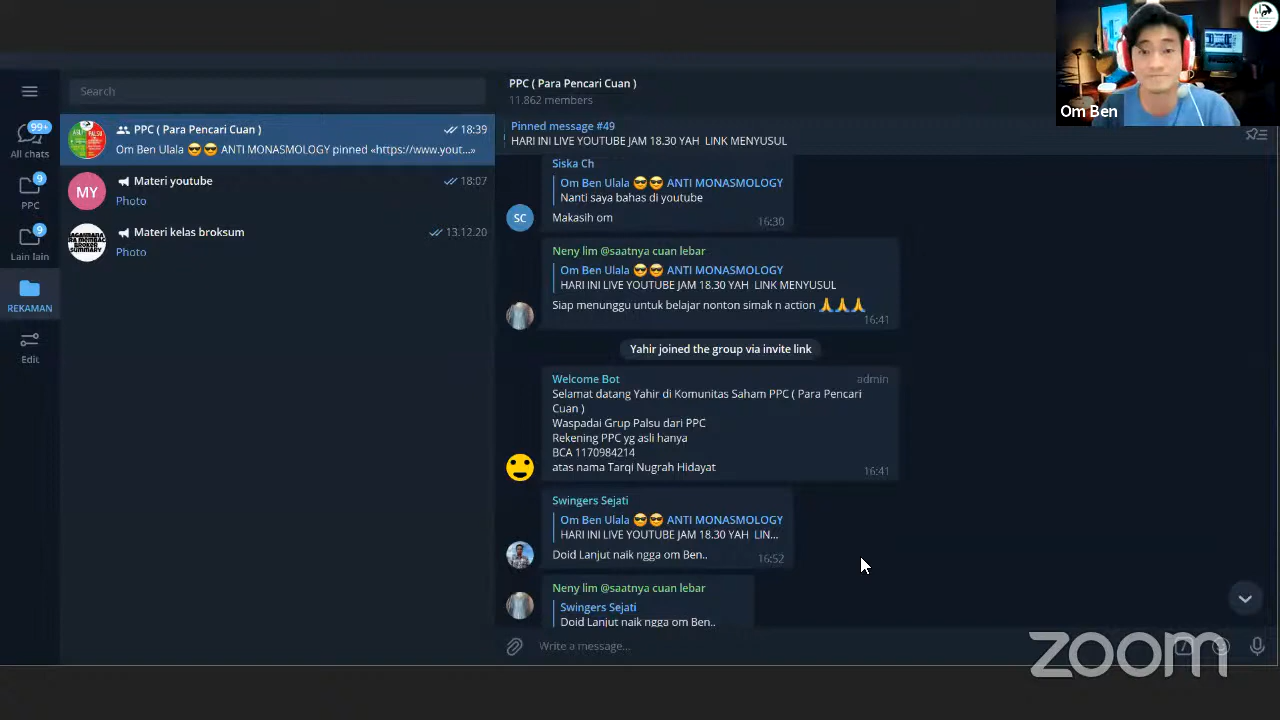 Search
All chats
99+
PPC
9
Lain lain
9
REKAMAN
Edit
PPC ( Para Pencari Cuan ) 18:39
Om Ben Ulala 😎😎 ANTI MONASMOLOGY pinned «https://www.yout...»
MY
Materi youtube 18:07
Photo
Materi kelas broksum 13.12.20
Photo
PPC ( Para Pencari Cuan )
11.862 members
Pinned message #49
HARI INI LIVE YOUTUBE JAM 18.30 YAH LINK MENYUSUL
Siska Ch
Om Ben Ulala 😎😎 ANTI MONASMOLOGY
Nanti saya bahas di youtube
SC
Makasih om 16:30
Neny lim @saatnya cuan lebar
Om Ben Ulala 😎😎 ANTI MONASMOLOGY
HARI INI LIVE YOUTUBE JAM 18.30 YAH LINK MENYUSUL
Siap menunggu untuk belajar nonton simak n action 🙏🙏🙏
16:41
Yahir joined the group via invite link
Welcome Bot admin
Selamat datang Yahir di Komunitas Saham PPC ( Para Pencari
Cuan )
Waspadai Grup Palsu dari PPC
Rekening PPC yg asli hanya
BCA 1170984214
atas nama Tarqi Nugrah Hidayat 16:41
Swingers Sejati
Om Ben Ulala 😎😎 ANTI MONASMOLOGY
HARI INI LIVE YOUTUBE JAM 18.30 YAH LIN...
Doid Lanjut naik ngga om Ben.. 16:52
Neny lim @saatnya cuan lebar
Swingers Sejati
Doid Lanjut naik ngga om Ben..
Write a message...
Om Ben
zoom